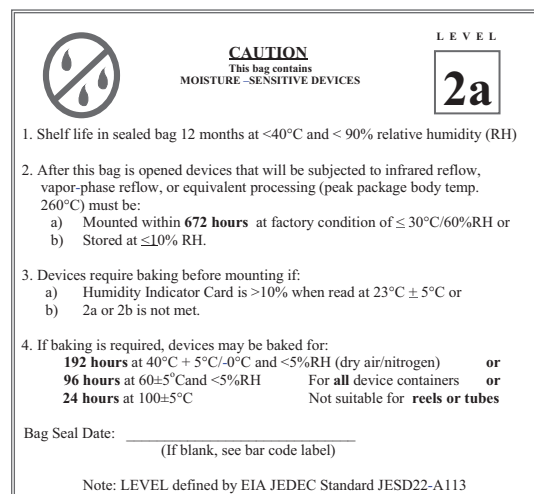 LEVEL
CAUTION
This bag contains
MOISTURE –SENSITIVE DEVICES
2a
1. Shelf life in sealed bag 12 months at <40°C and < 90% relative humidity (RH)
2. After this bag is opened devices that will be subjected to infrared reflow,
vapor-phase reflow, or equivalent processing (peak package body temp.
260°C) must be:
a) Mounted within 672 hours at factory condition of ≤ 30°C/60%RH or
b) Stored at ≤10% RH.
3. Devices require baking before mounting if:
a) Humidity Indicator Card is >10% when read at 23°C ± 5°C or
b) 2a or 2b is not met.
4. If baking is required, devices may be baked for:
192 hours at 40°C + 5°C/-0°C and <5%RH (dry air/nitrogen) or
96 hours at 60±5°Cand <5%RH For all device containers or
24 hours at 100±5°C Not suitable for reels or tubes
Bag Seal Date: ______________________________
(If blank, see bar code label)
Note: LEVEL defined by EIA JEDEC Standard JESD22-A113